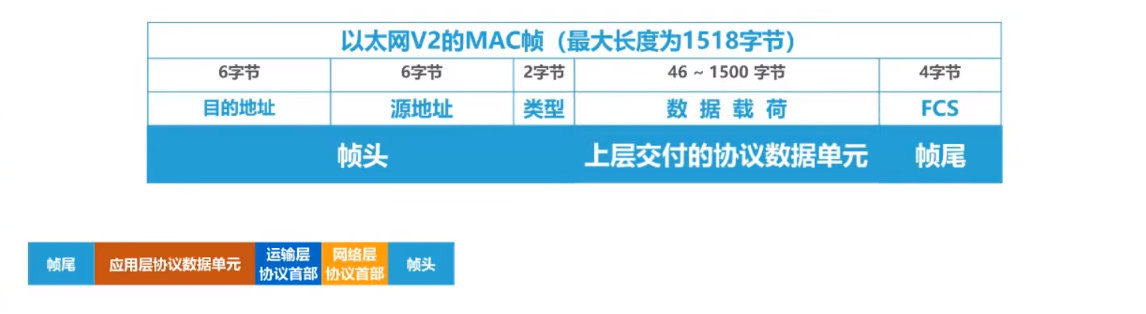 以太网V2的MAC帧（最大长度为1518字节）
6字节 6字节 2字节 46 ~ 1500 字节 4字节
目的地址 源地址 类型 数 据 载 荷 FCS
帧头 上层交付的协议数据单元 帧尾
帧尾 应用层协议数据单元 运输层 网络层 帧头
协议首部 协议首部